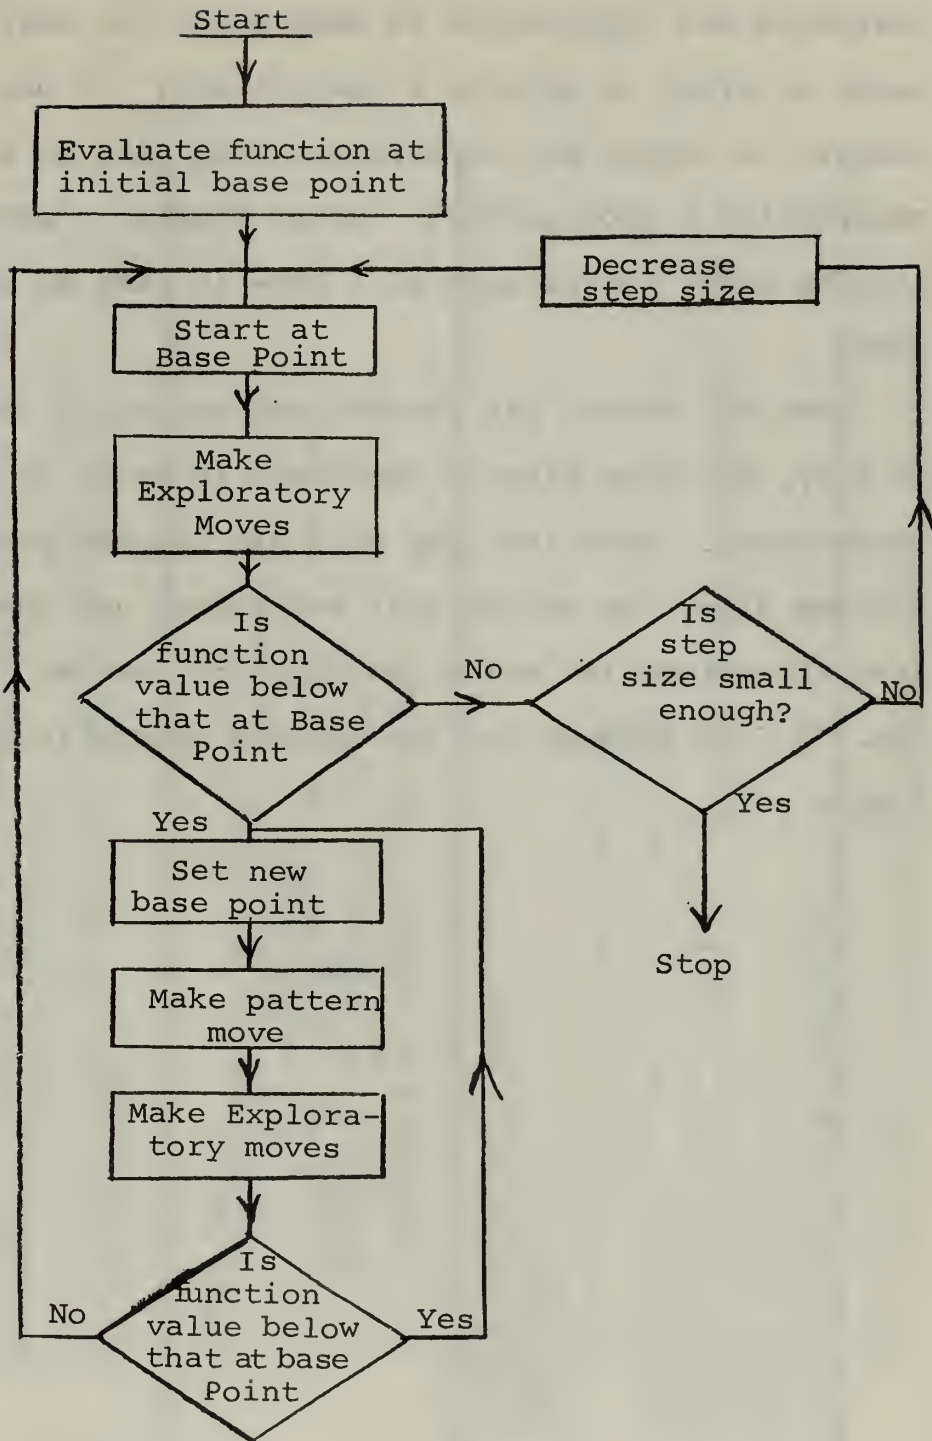 Start
Evaluate function at
initial base point
Decrease
step size
Start at
Base Point
Make
Exploratory
Moves
Is
function
value below
that at Base
Point
No
Is
step
size small
enough?
No
Yes
Stop
Yes
Set new
base point
Make pattern
move
Make Explora-
tory moves
Is
function
value below
that at base
Point
No
Yes